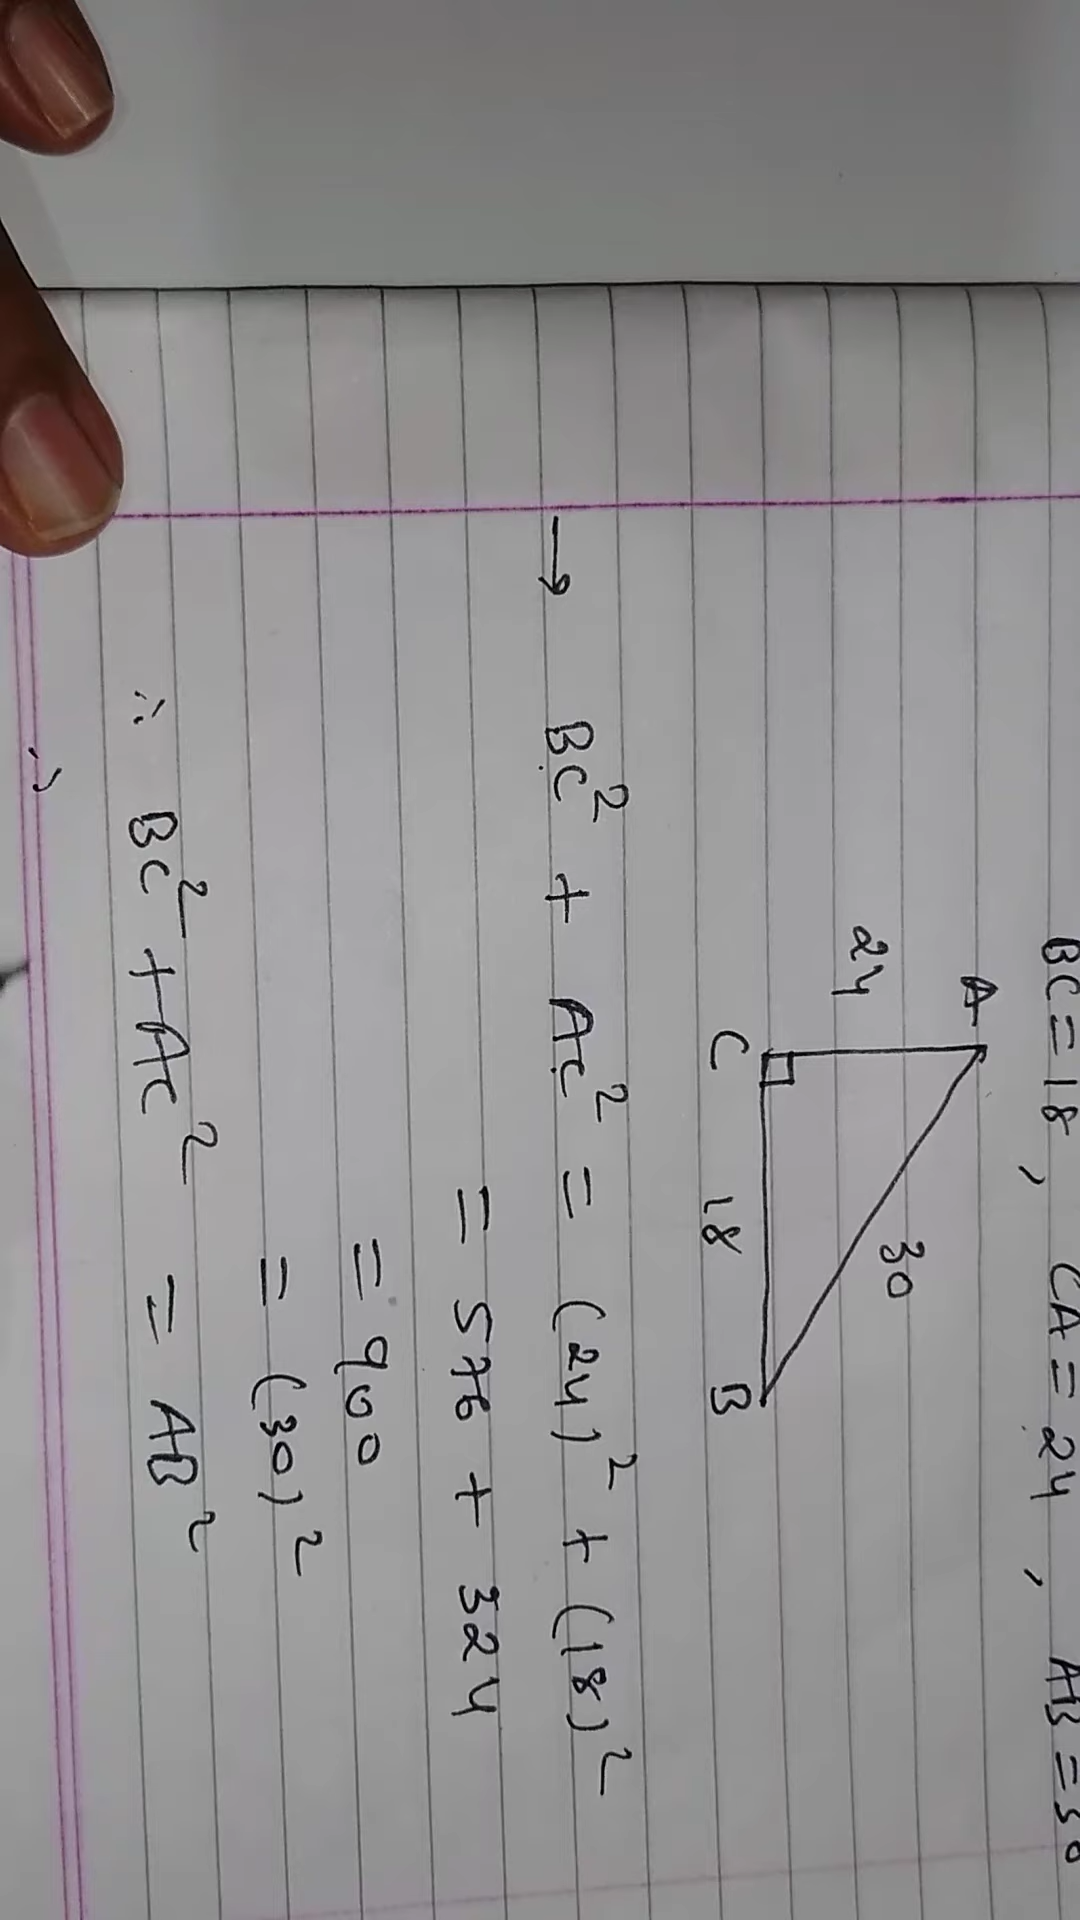 BC = 18 , CA = 24 , AB = 30
A
24
30
C
18
B
→ BC² + AC² = (24)² + (18)²
= 576 + 324
= 900
= (30)²
∴ BC² + AC² = AB²